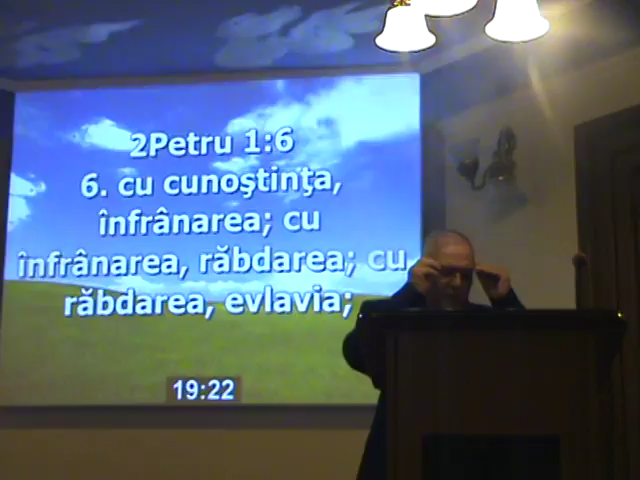 2Petru 1:6
6. cu cunoştinţa,
înfrânarea; cu
înfrânarea, răbdarea; cu
răbdarea, evlavia;
19:22